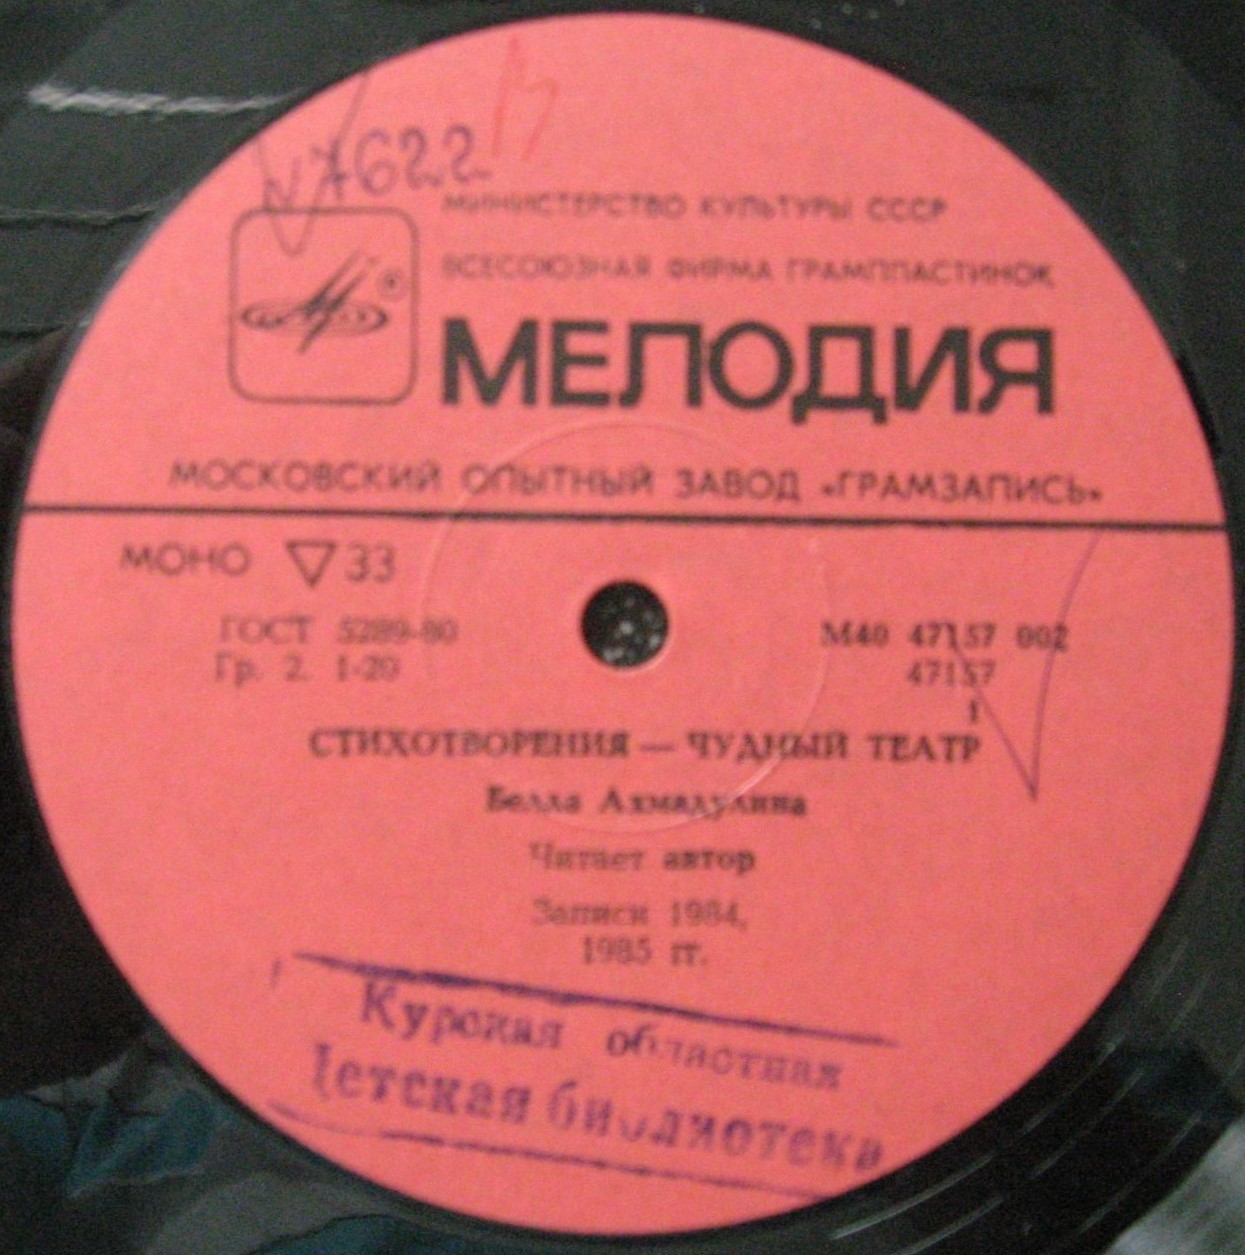 № 7622
МИНИСТЕРСТВО КУЛЬТУРЫ СССР
ВСЕСОЮЗНАЯ ФИРМА ГРАМПЛАСТИНОК
®
МЕЛОДИЯ
МОСКОВСКИЙ ОПЫТНЫЙ ЗАВОД «ГРАМЗАПИСЬ»
МОНО ▽ 33
ГОСТ 5289-80
Гр. 2. 1-20
М40 47157 002
47157
1
СТИХОТВОРЕНИЯ — ЧУДНЫЙ ТЕАТР
Белла Ахмадулина
Читает автор
Записи 1984,
1985 гг.
Курская областная
Детская библиотека